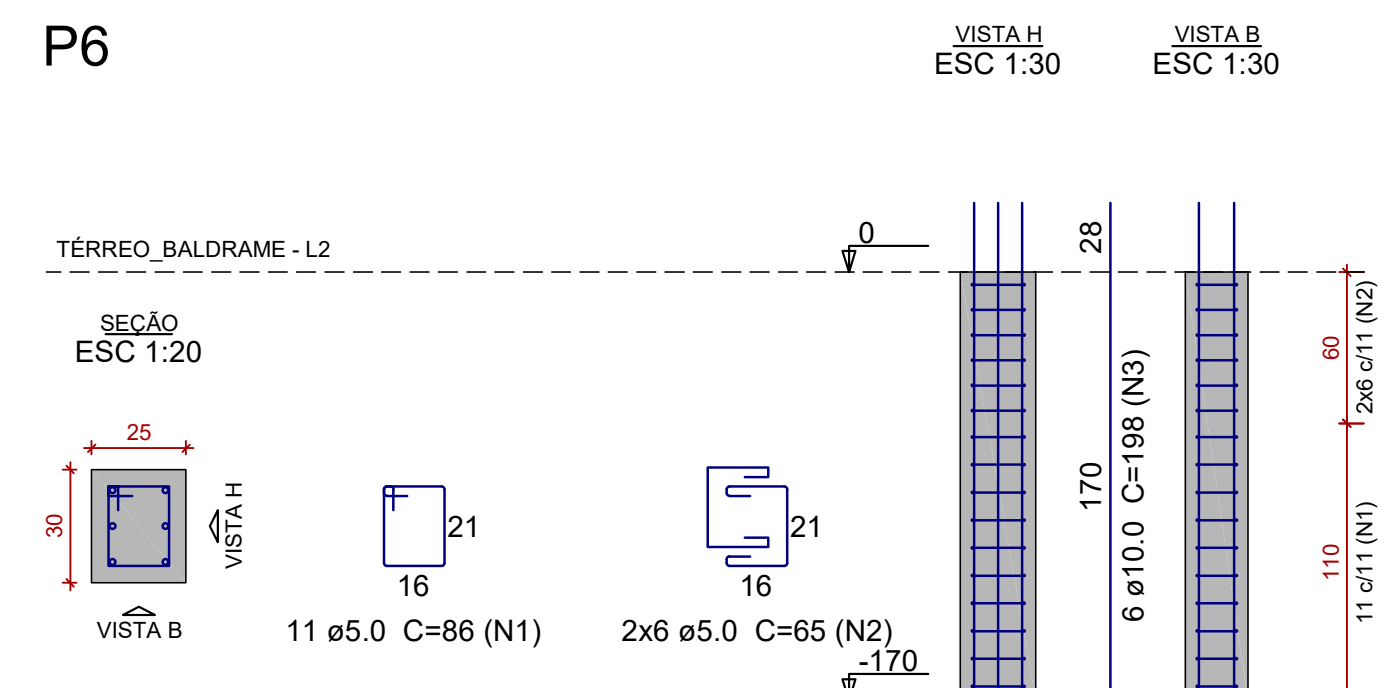 P6
VISTA H
ESC 1:30
VISTA B
ESC 1:30
TÉRREO_BALDRAME - L2
0
28
SEÇÃO
ESC 1:20
25
30
VISTA H
VISTA B
21
16
11 ø5.0 C=86 (N1)
21
16
2x6 ø5.0 C=65 (N2)
-170
170
6 ø10.0 C=198 (N3)
60
2x6 c/11 (N2)
110
11 c/11 (N1)